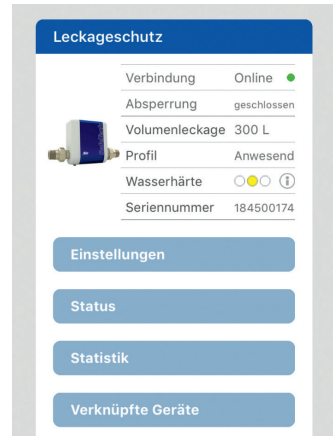 Leckageschutz
Verbindung Online
Absperrung geschlossen
Volumenleckage 300 L
Profil Anwesend
Wasserhärte
Seriennummer 184500174
Einstellungen
Status
Statistik
Verknüpfte Geräte